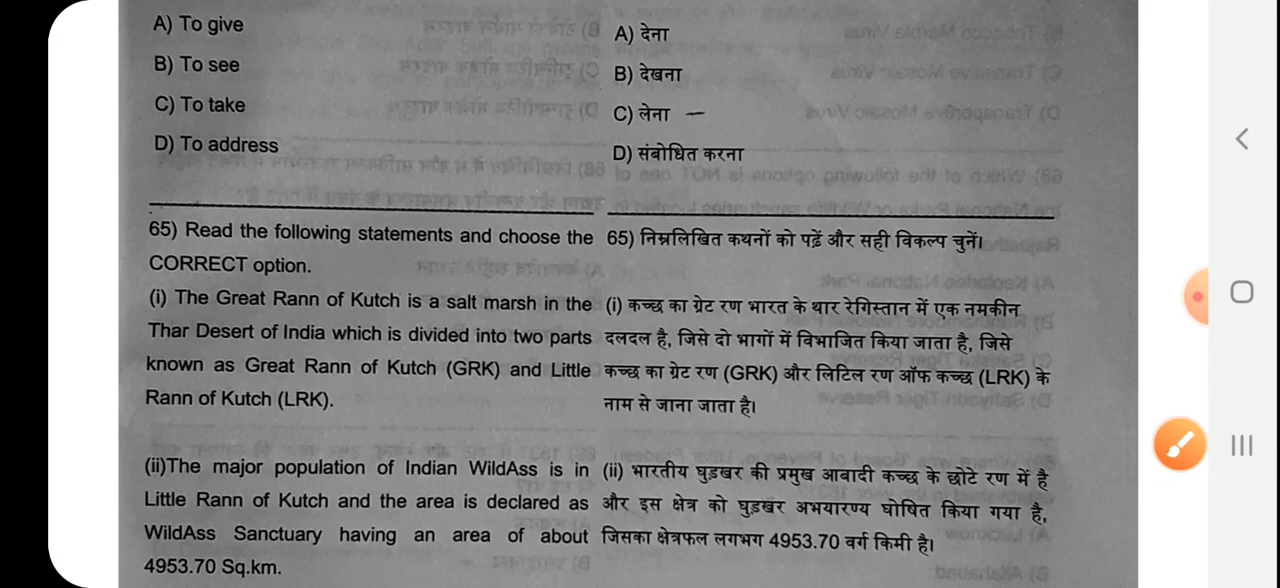 A) To give
B) To see
C) To take
D) To address
A) देना
B) देखना
C) लेना –
D) संबोधित करना
65) Read the following statements and choose the
CORRECT option.
(i) The Great Rann of Kutch is a salt marsh in the
Thar Desert of India which is divided into two parts
known as Great Rann of Kutch (GRK) and Little
Rann of Kutch (LRK).
(ii)The major population of Indian WildAss is in
Little Rann of Kutch and the area is declared as
WildAss Sanctuary having an area of about
4953.70 Sq.km.
65) निम्नलिखित कथनों को पढ़ें और सही विकल्प चुनें।
(i) कच्छ का ग्रेट रण भारत के थार रेगिस्तान में एक नमकीन
दलदल है, जिसे दो भागों में विभाजित किया जाता है, जिसे
कच्छ का ग्रेट रण (GRK) और लिटिल रण ऑफ कच्छ (LRK) के
नाम से जाना जाता है।
(ii) भारतीय घुड़खर की प्रमुख आबादी कच्छ के छोटे रण में है
और इस क्षेत्र को घुड़खर अभयारण्य घोषित किया गया है,
जिसका क्षेत्रफल लगभग 4953.70 वर्ग किमी है।